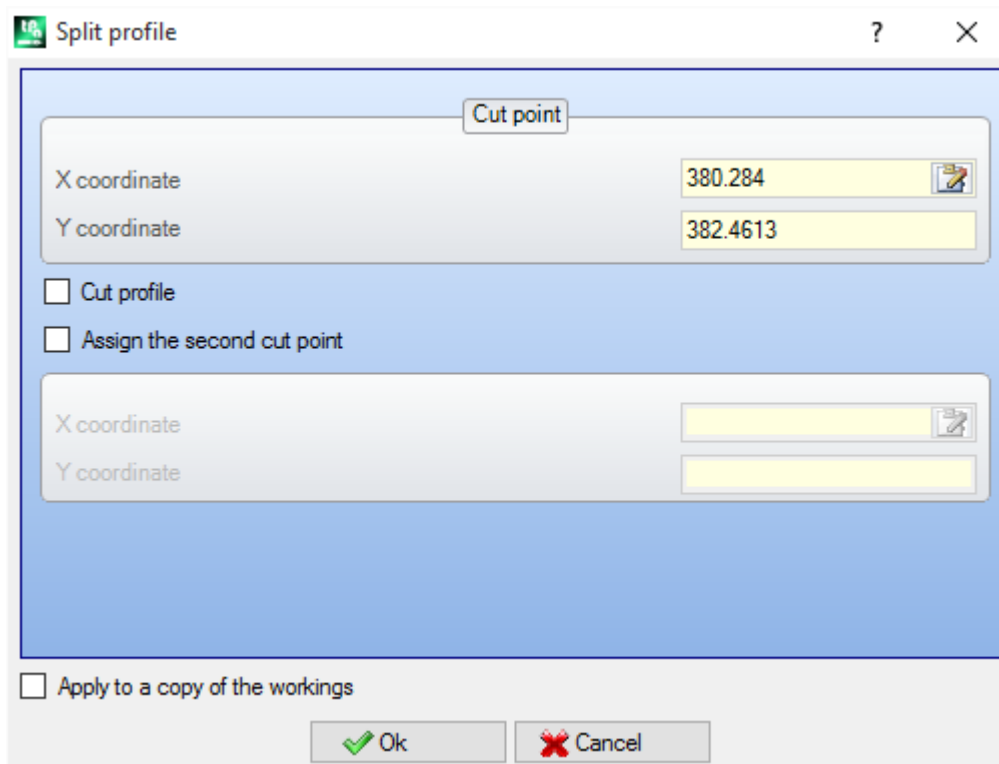 Split profile ?
Cut point
X coordinate 380.284
Y coordinate 382.4613
Cut profile
Assign the second cut point
X coordinate
Y coordinate
Apply to a copy of the workings
Ok Cancel